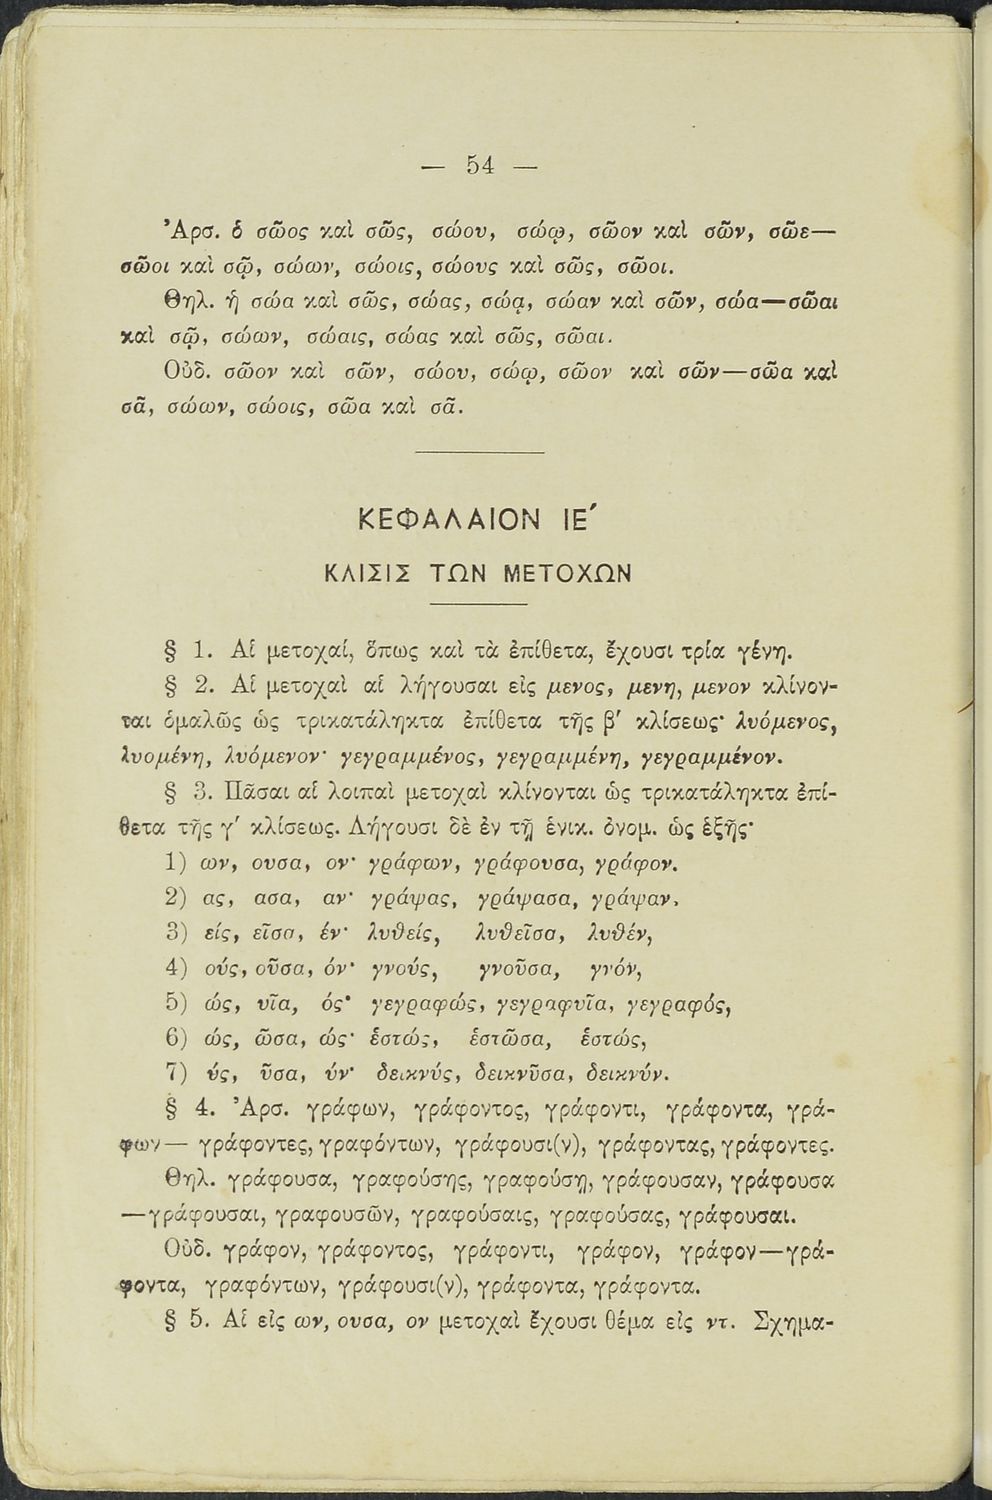 — 54 —
Ἀρσ. ὁ σῶος καὶ σῶς, σώου, σώῳ, σῶον καὶ σῶν, σῶε—
σῶοι καὶ σῷ, σώων, σώοις, σώους καὶ σῶς, σῶοι.
Θηλ. ἡ σώα καὶ σῶς, σώας, σώᾳ, σώαν καὶ σῶν, σώα—σῶαι
καὶ σῷ, σώων, σώαις, σώας καὶ σῶς, σῶαι.
Οὐδ. σῶον καὶ σῶν, σώου, σώῳ, σῶον καὶ σῶν—σῶα καὶ
σᾶ, σώων, σώοις, σῶα καὶ σᾶ.
ΚΕΦΑΛΑΙΟΝ ΙΕ΄
ΚΛΙΣΙΣ ΤΩΝ ΜΕΤΟΧΩΝ
§ 1. Αἱ μετοχαί, ὅπως καὶ τὰ ἐπίθετα, ἔχουσι τρία γένη.
§ 2. Αἱ μετοχαὶ αἱ λήγουσαι εἰς μενος, μενη, μενον κλίνον-
ται ὁμαλῶς ὡς τρικατάληκτα ἐπίθετα τῆς β′ κλίσεως· λυόμενος,
λυομένη, λυόμενον· γεγραμμένος, γεγραμμένη, γεγραμμένον.
§ 3. Πᾶσαι αἱ λοιπαὶ μετοχαὶ κλίνονται ὡς τρικατάληκτα ἐπί-
θετα τῆς γ′ κλίσεως. Λήγουσι δὲ ἐν τῇ ἑνικ. ὀνομ. ὡς ἑξῆς·
1) ων, ουσα, ον· γράφων, γράφουσα, γράφον.
2) ας, ασα, αν· γράψας, γράψασα, γράψαν,
3) είς, εῖσα, έν· λυθείς, λυθεῖσα, λυθέν,
4) ούς, οῦσα, όν· γνούς, γνοῦσα, γνόν,
5) ώς, υῖα, ός· γεγραφώς, γεγραφυῖα, γεγραφός,
6) ώς, ῶσα, ώς· ἑστώς, ἑστῶσα, ἑστώς,
7) ύς, ῦσα, ύν· δεικνύς, δεικνῦσα, δεικνύν.
§ 4. Ἀρσ. γράφων, γράφοντος, γράφοντι, γράφοντα, γρά-
φων— γράφοντες, γραφόντων, γράφουσι(ν), γράφοντας, γράφοντες.
Θηλ. γράφουσα, γραφούσης, γραφούσῃ, γράφουσαν, γράφουσα
—γράφουσαι, γραφουσῶν, γραφούσαις, γραφούσας, γράφουσαι.
Οὐδ. γράφον, γράφοντος, γράφοντι, γράφον, γράφον—γρά-
φοντα, γραφόντων, γράφουσι(ν), γράφοντα, γράφοντα.
§ 5. Αἱ εἰς ων, ουσα, ον μετοχαὶ ἔχουσι θέμα εἰς ντ. Σχημα-